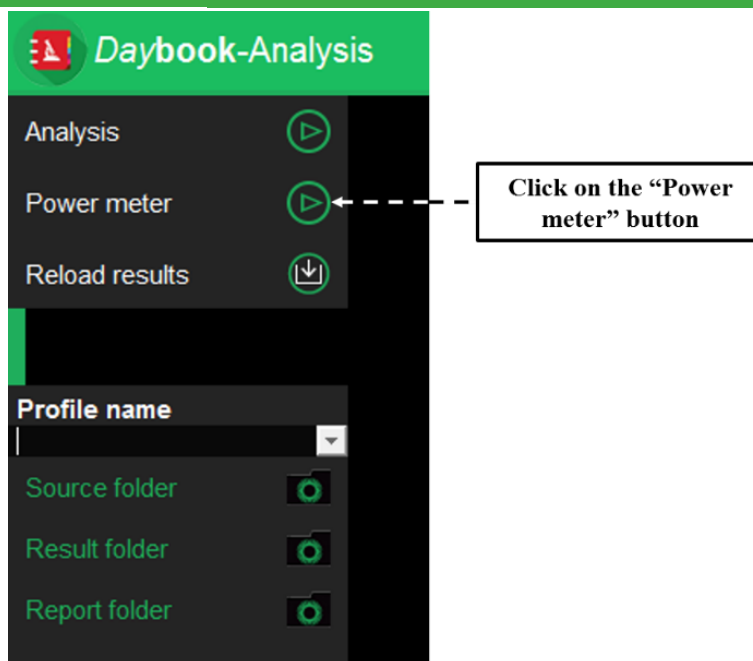 Daybook-Analysis
Analysis
Power meter
Click on the “Power
meter” button
Reload results
Profile name
Source folder
Result folder
Report folder